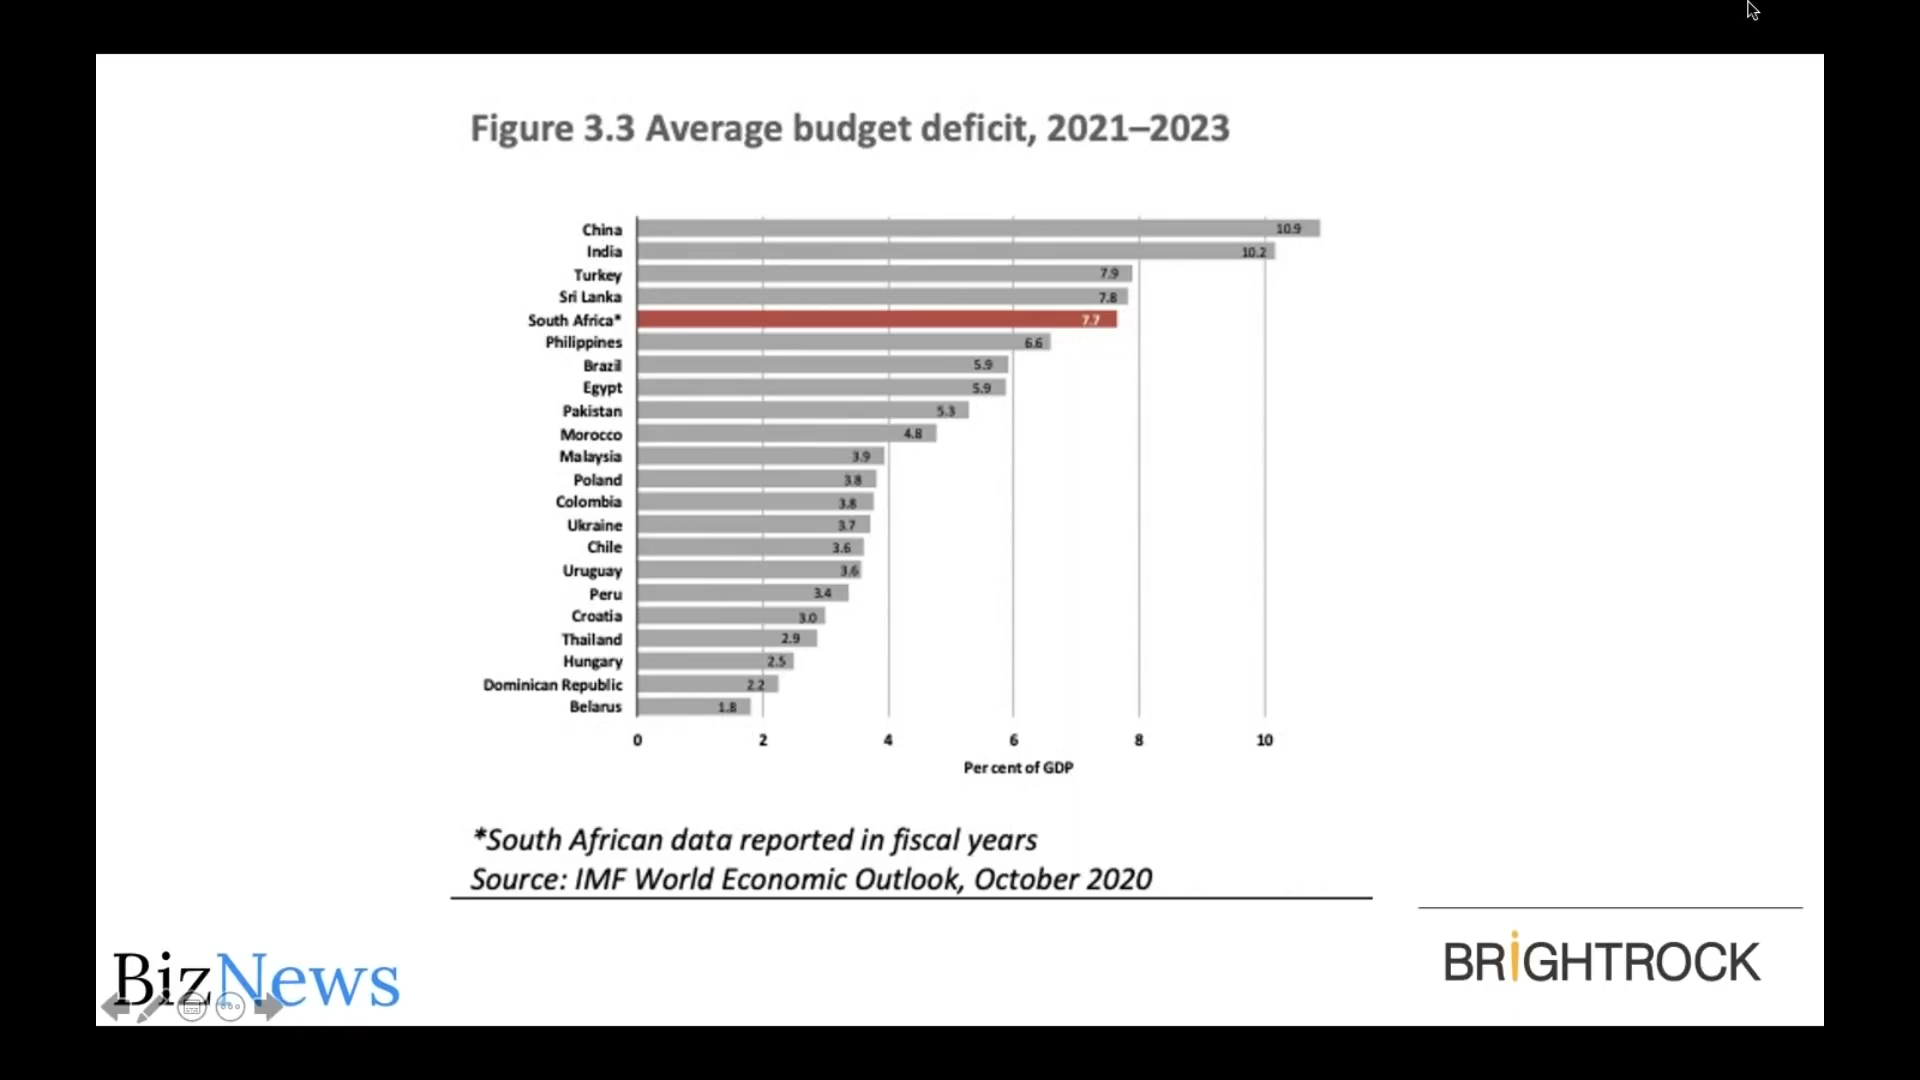 Figure 3.3 Average budget deficit, 2021–2023
China 10.9
India 10.2
Turkey 7.9
Sri Lanka 7.8
South Africa* 7.7
Philippines 6.6
Brazil 5.9
Egypt 5.9
Pakistan 5.3
Morocco 4.8
Malaysia 3.9
Poland 3.8
Colombia 3.8
Ukraine 3.7
Chile 3.6
Uruguay 3.6
Peru 3.4
Croatia 3.0
Thailand 2.9
Hungary 2.5
Dominican Republic 2.2
Belarus 1.8
0 2 4 6 8 10
Per cent of GDP
*South African data reported in fiscal years
Source: IMF World Economic Outlook, October 2020
BizNews
BRiGHTROCK